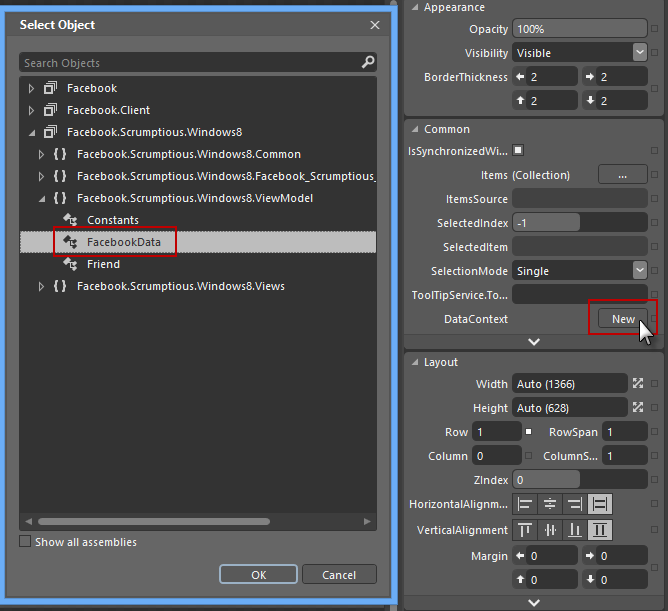 Select Object
Search Objects
Facebook
Facebook.Client
Facebook.Scrumptious.Windows8
Facebook.Scrumptious.Windows8.Common
Facebook.Scrumptious.Windows8.Facebook_Scrumptious_
Facebook.Scrumptious.Windows8.ViewModel
Constants
FacebookData
Friend
Facebook.Scrumptious.Windows8.Views
Show all assemblies
OK Cancel
Appearance
Opacity 100%
Visibility Visible
BorderThickness 2 2
2 2
Common
IsSynchronizedWi...
Items (Collection) ...
ItemsSource
SelectedIndex -1
SelectedItem
SelectionMode Single
ToolTipService.To...
DataContext New
Layout
Width Auto (1366)
Height Auto (628)
Row 1 RowSpan 1
Column 0 ColumnS... 1
ZIndex 0
HorizontalAlignm...
VerticalAlignment
Margin 0 0
0 0